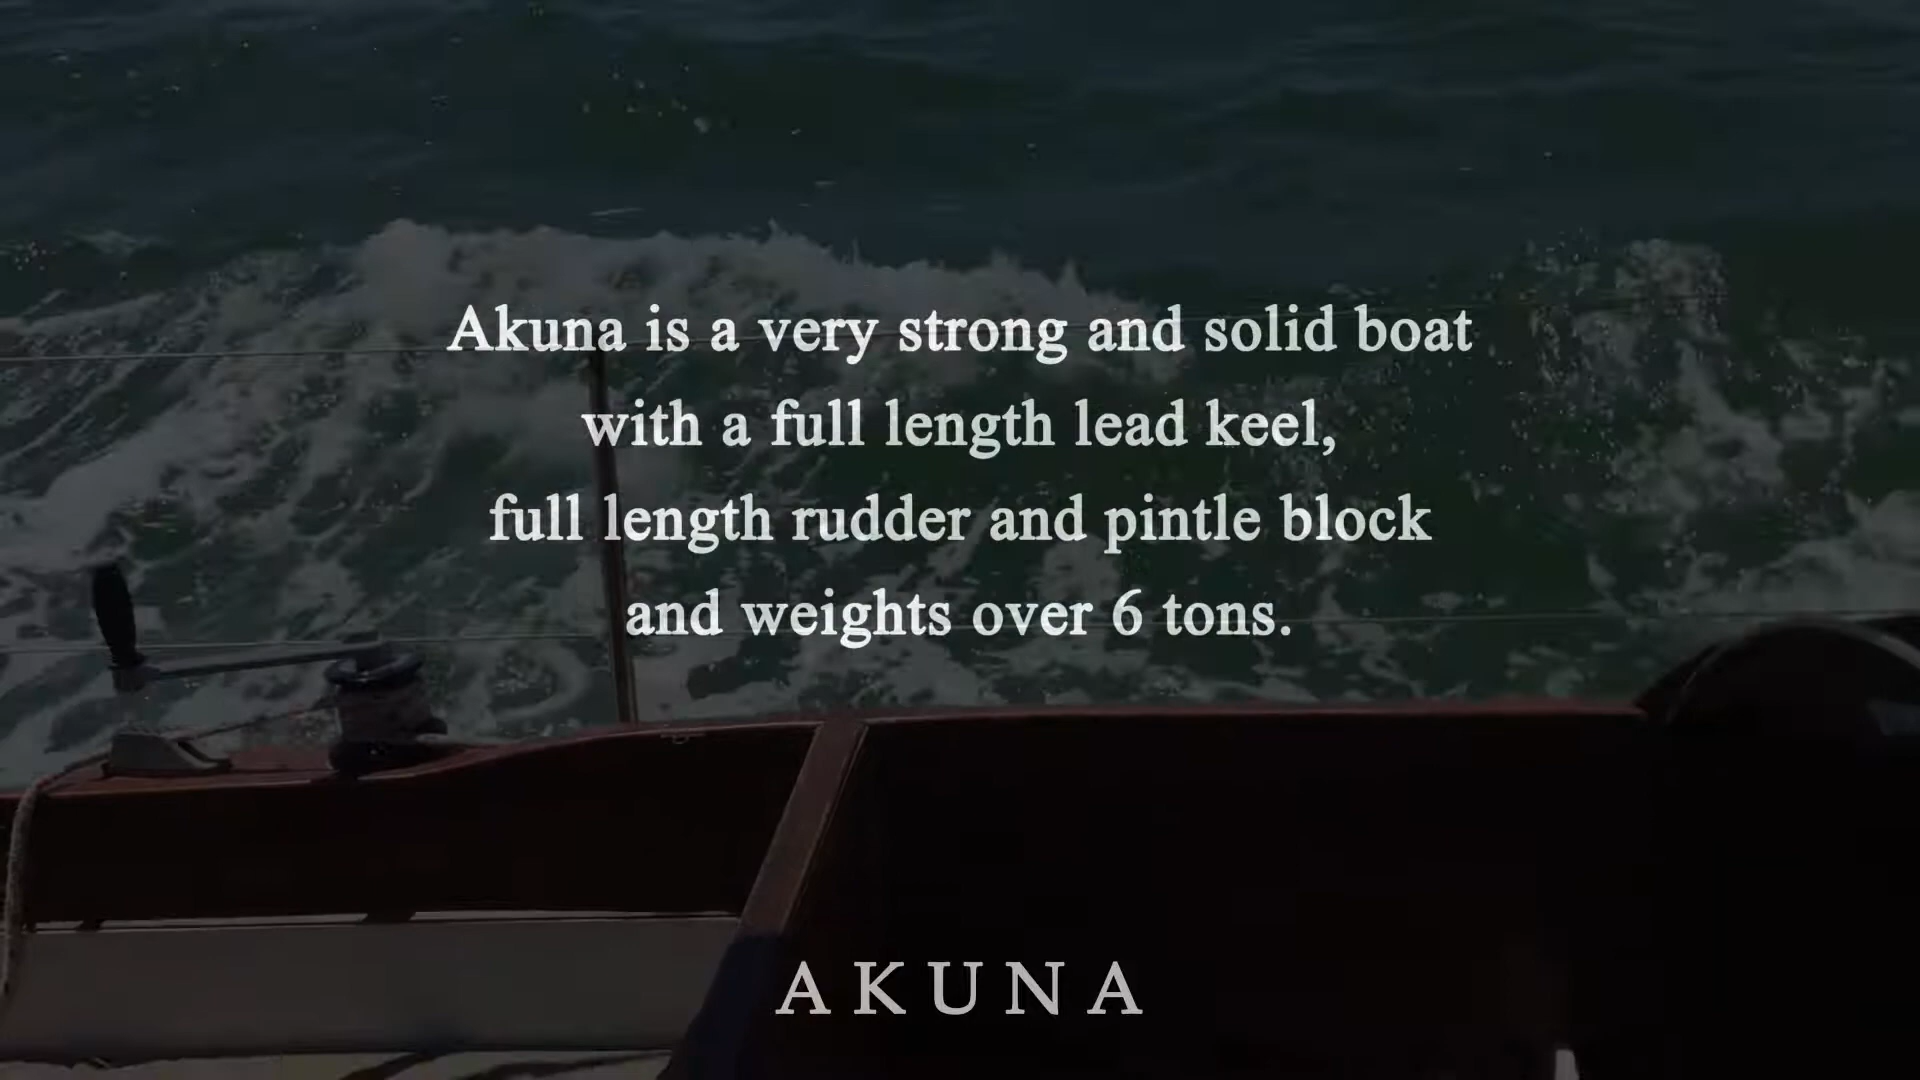 Akuna is a very strong and solid boat
with a full length lead keel,
full length rudder and pintle block
and weights over 6 tons.
AKUNA